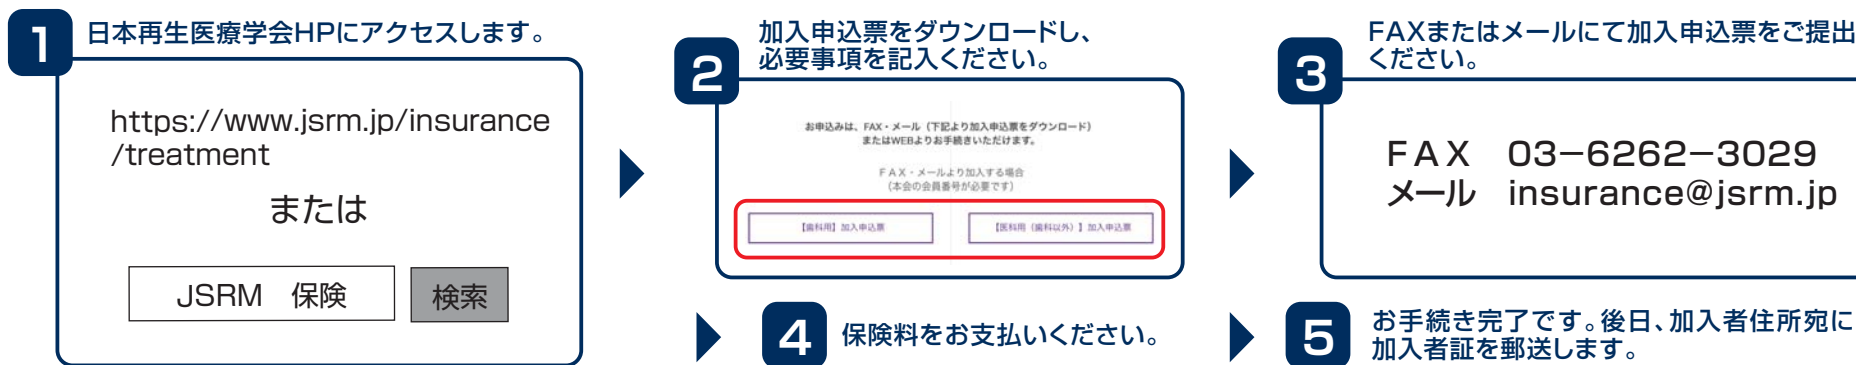 1
日本再生医療学会HPにアクセスします。
https://www.jsrm.jp/insurance
/treatment
または
JSRM 保険
検索
2
加入申込票をダウンロードし、
必要事項を記入ください。
お申込みは、FAX・メール（下記より加入申込票をダウンロード）
またはWEBよりお手続きいただけます。
FAX・メールより加入する場合
（本会の会員番号が必要です）
【歯科用】加入申込票
【医科用（歯科以外）】加入申込票
3
FAXまたはメールにて加入申込票をご提出
ください。
FAX 03−6262−3029
メール insurance@jsrm.jp
4
保険料をお支払いください。
5
お手続き完了です。後日、加入者住所宛に
加入者証を郵送します。